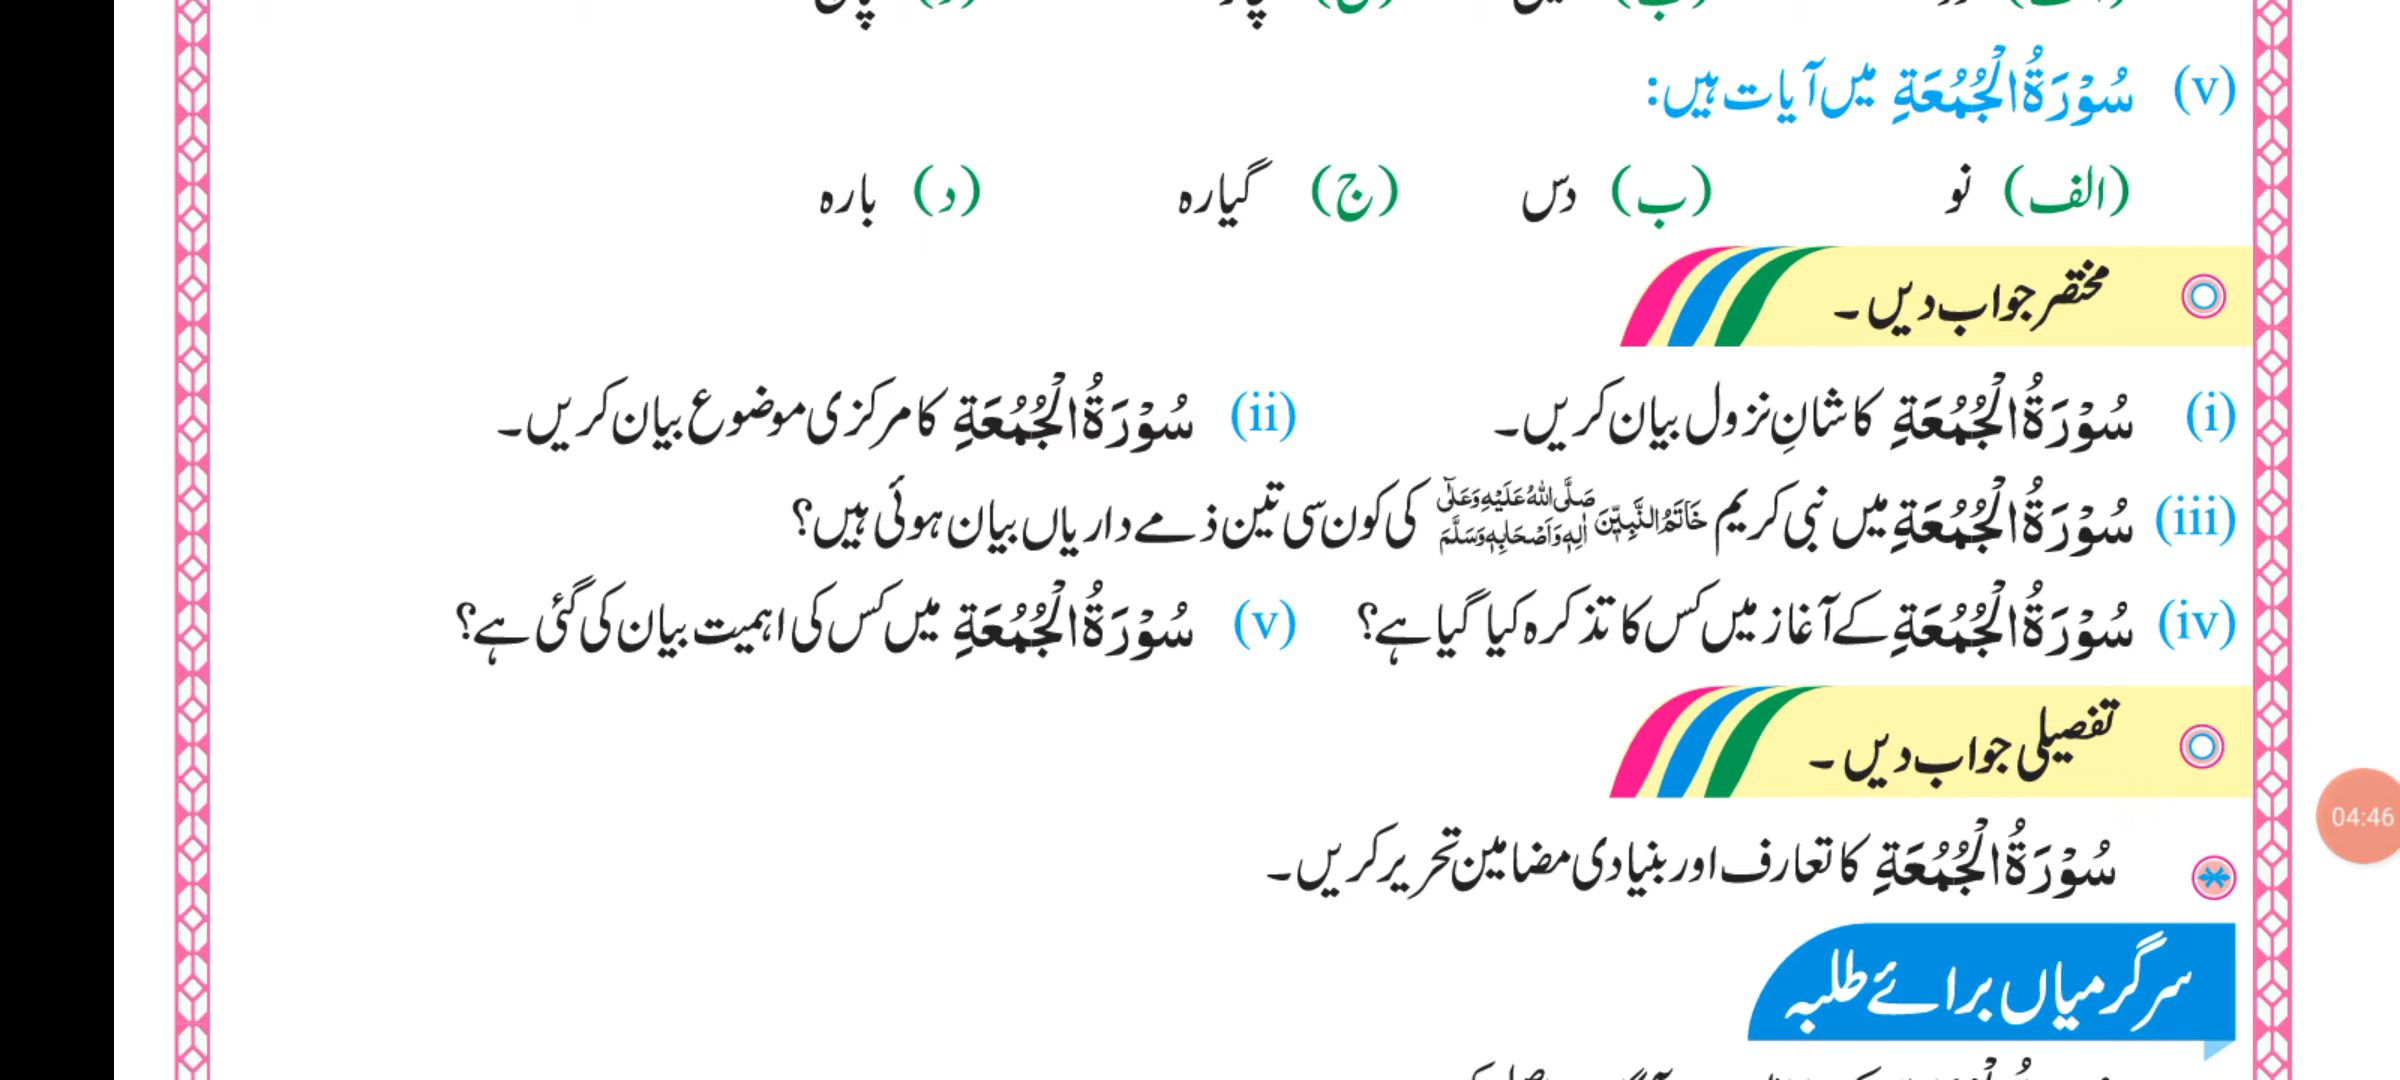 (v) سُوْرَةُ الْجُمُعَةِ میں آیات ہیں:
(الف) نو (ب) دس (ج) گیارہ (د) بارہ
مختصر جواب دیں۔
(i) سُوْرَةُ الْجُمُعَةِ کا شانِ نزول بیان کریں۔ (ii) سُوْرَةُ الْجُمُعَةِ کا مرکزی موضوع بیان کریں۔
(iii) سُوْرَةُ الْجُمُعَةِ میں نبی کریم خَاتَمُ النَّبِيّٖنَ صَلَّى اللهُ عَلَيْهِ وَعَلٰٓى اٰلِهٖ وَاَصْحَابِهٖ وَسَلَّمَ کی کون سی تین ذمے داریاں بیان ہوئی ہیں؟
(iv) سُوْرَةُ الْجُمُعَةِ کے آغاز میں کس کا تذکرہ کیا گیا ہے؟ (v) سُوْرَةُ الْجُمُعَةِ میں کس کی اہمیت بیان کی گئی ہے؟
تفصیلی جواب دیں۔
سُوْرَةُ الْجُمُعَةِ کا تعارف اور بنیادی مضامین تحریر کریں۔
04:46
سرگرمیاں برائے طلبہ